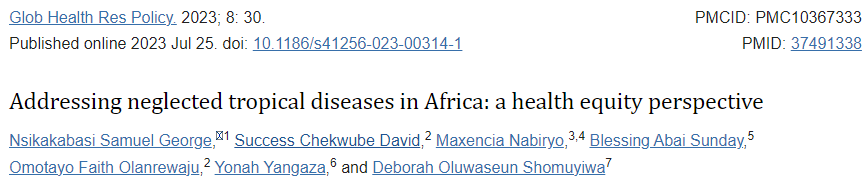 Glob Health Res Policy. 2023; 8: 30. PMCID: PMC10367333
Published online 2023 Jul 25. doi: 10.1186/s41256-023-00314-1 PMID: 37491338
Addressing neglected tropical diseases in Africa: a health equity perspective
Nsikakabasi Samuel George,1 Success Chekwube David,2 Maxencia Nabiryo,3,4 Blessing Abai Sunday,5
Omotayo Faith Olanrewaju,2 Yonah Yangaza,6 and Deborah Oluwaseun Shomuyiwa7